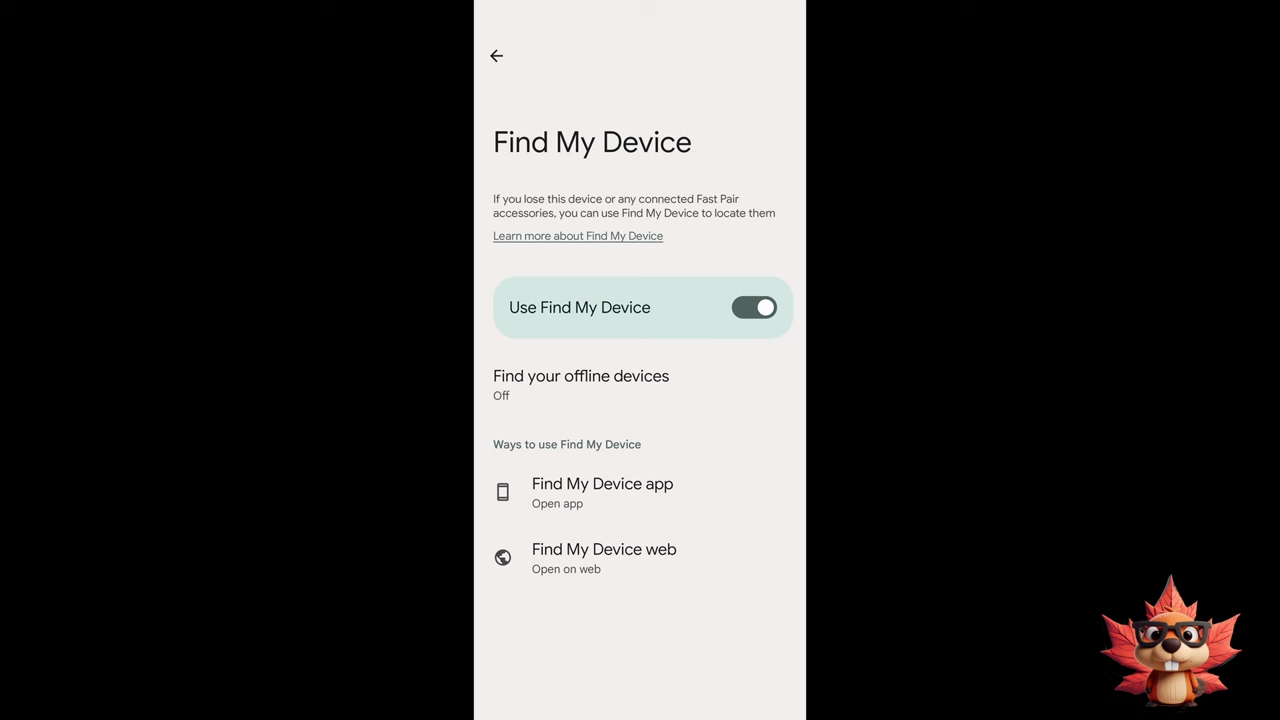 Find My Device
If you lose this device or any connected Fast Pair
accessories, you can use Find My Device to locate them
Learn more about Find My Device
Use Find My Device
Find your offline devices
Off
Ways to use Find My Device
Find My Device app
Open app
Find My Device web
Open on web